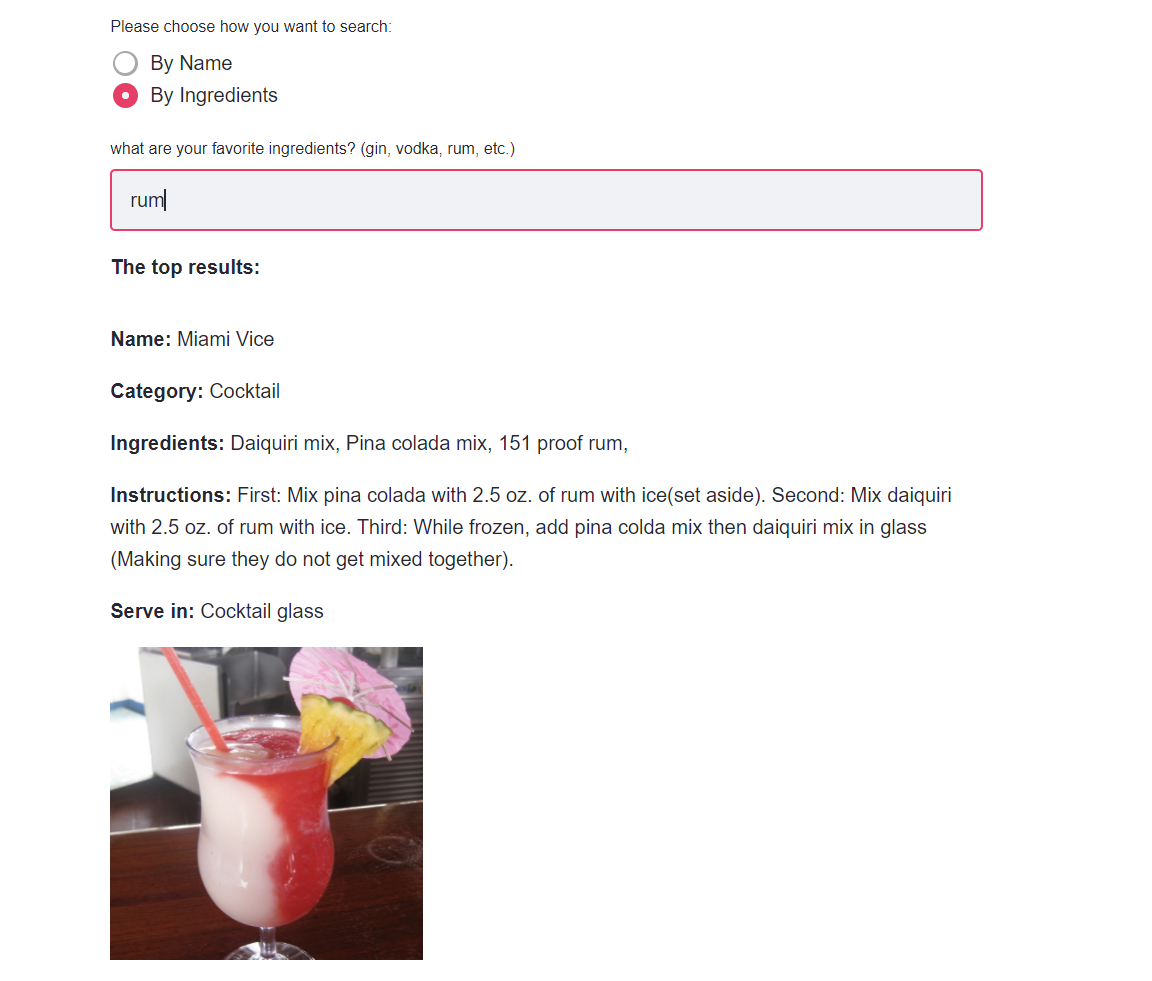 Please choose how you want to search:
By Name
By Ingredients
what are your favorite ingredients? (gin, vodka, rum, etc.)
rum
The top results:
Name: Miami Vice
Category: Cocktail
Ingredients: Daiquiri mix, Pina colada mix, 151 proof rum,
Instructions: First: Mix pina colada with 2.5 oz. of rum with ice(set aside). Second: Mix daiquiri
with 2.5 oz. of rum with ice. Third: While frozen, add pina colda mix then daiquiri mix in glass
(Making sure they do not get mixed together).
Serve in: Cocktail glass